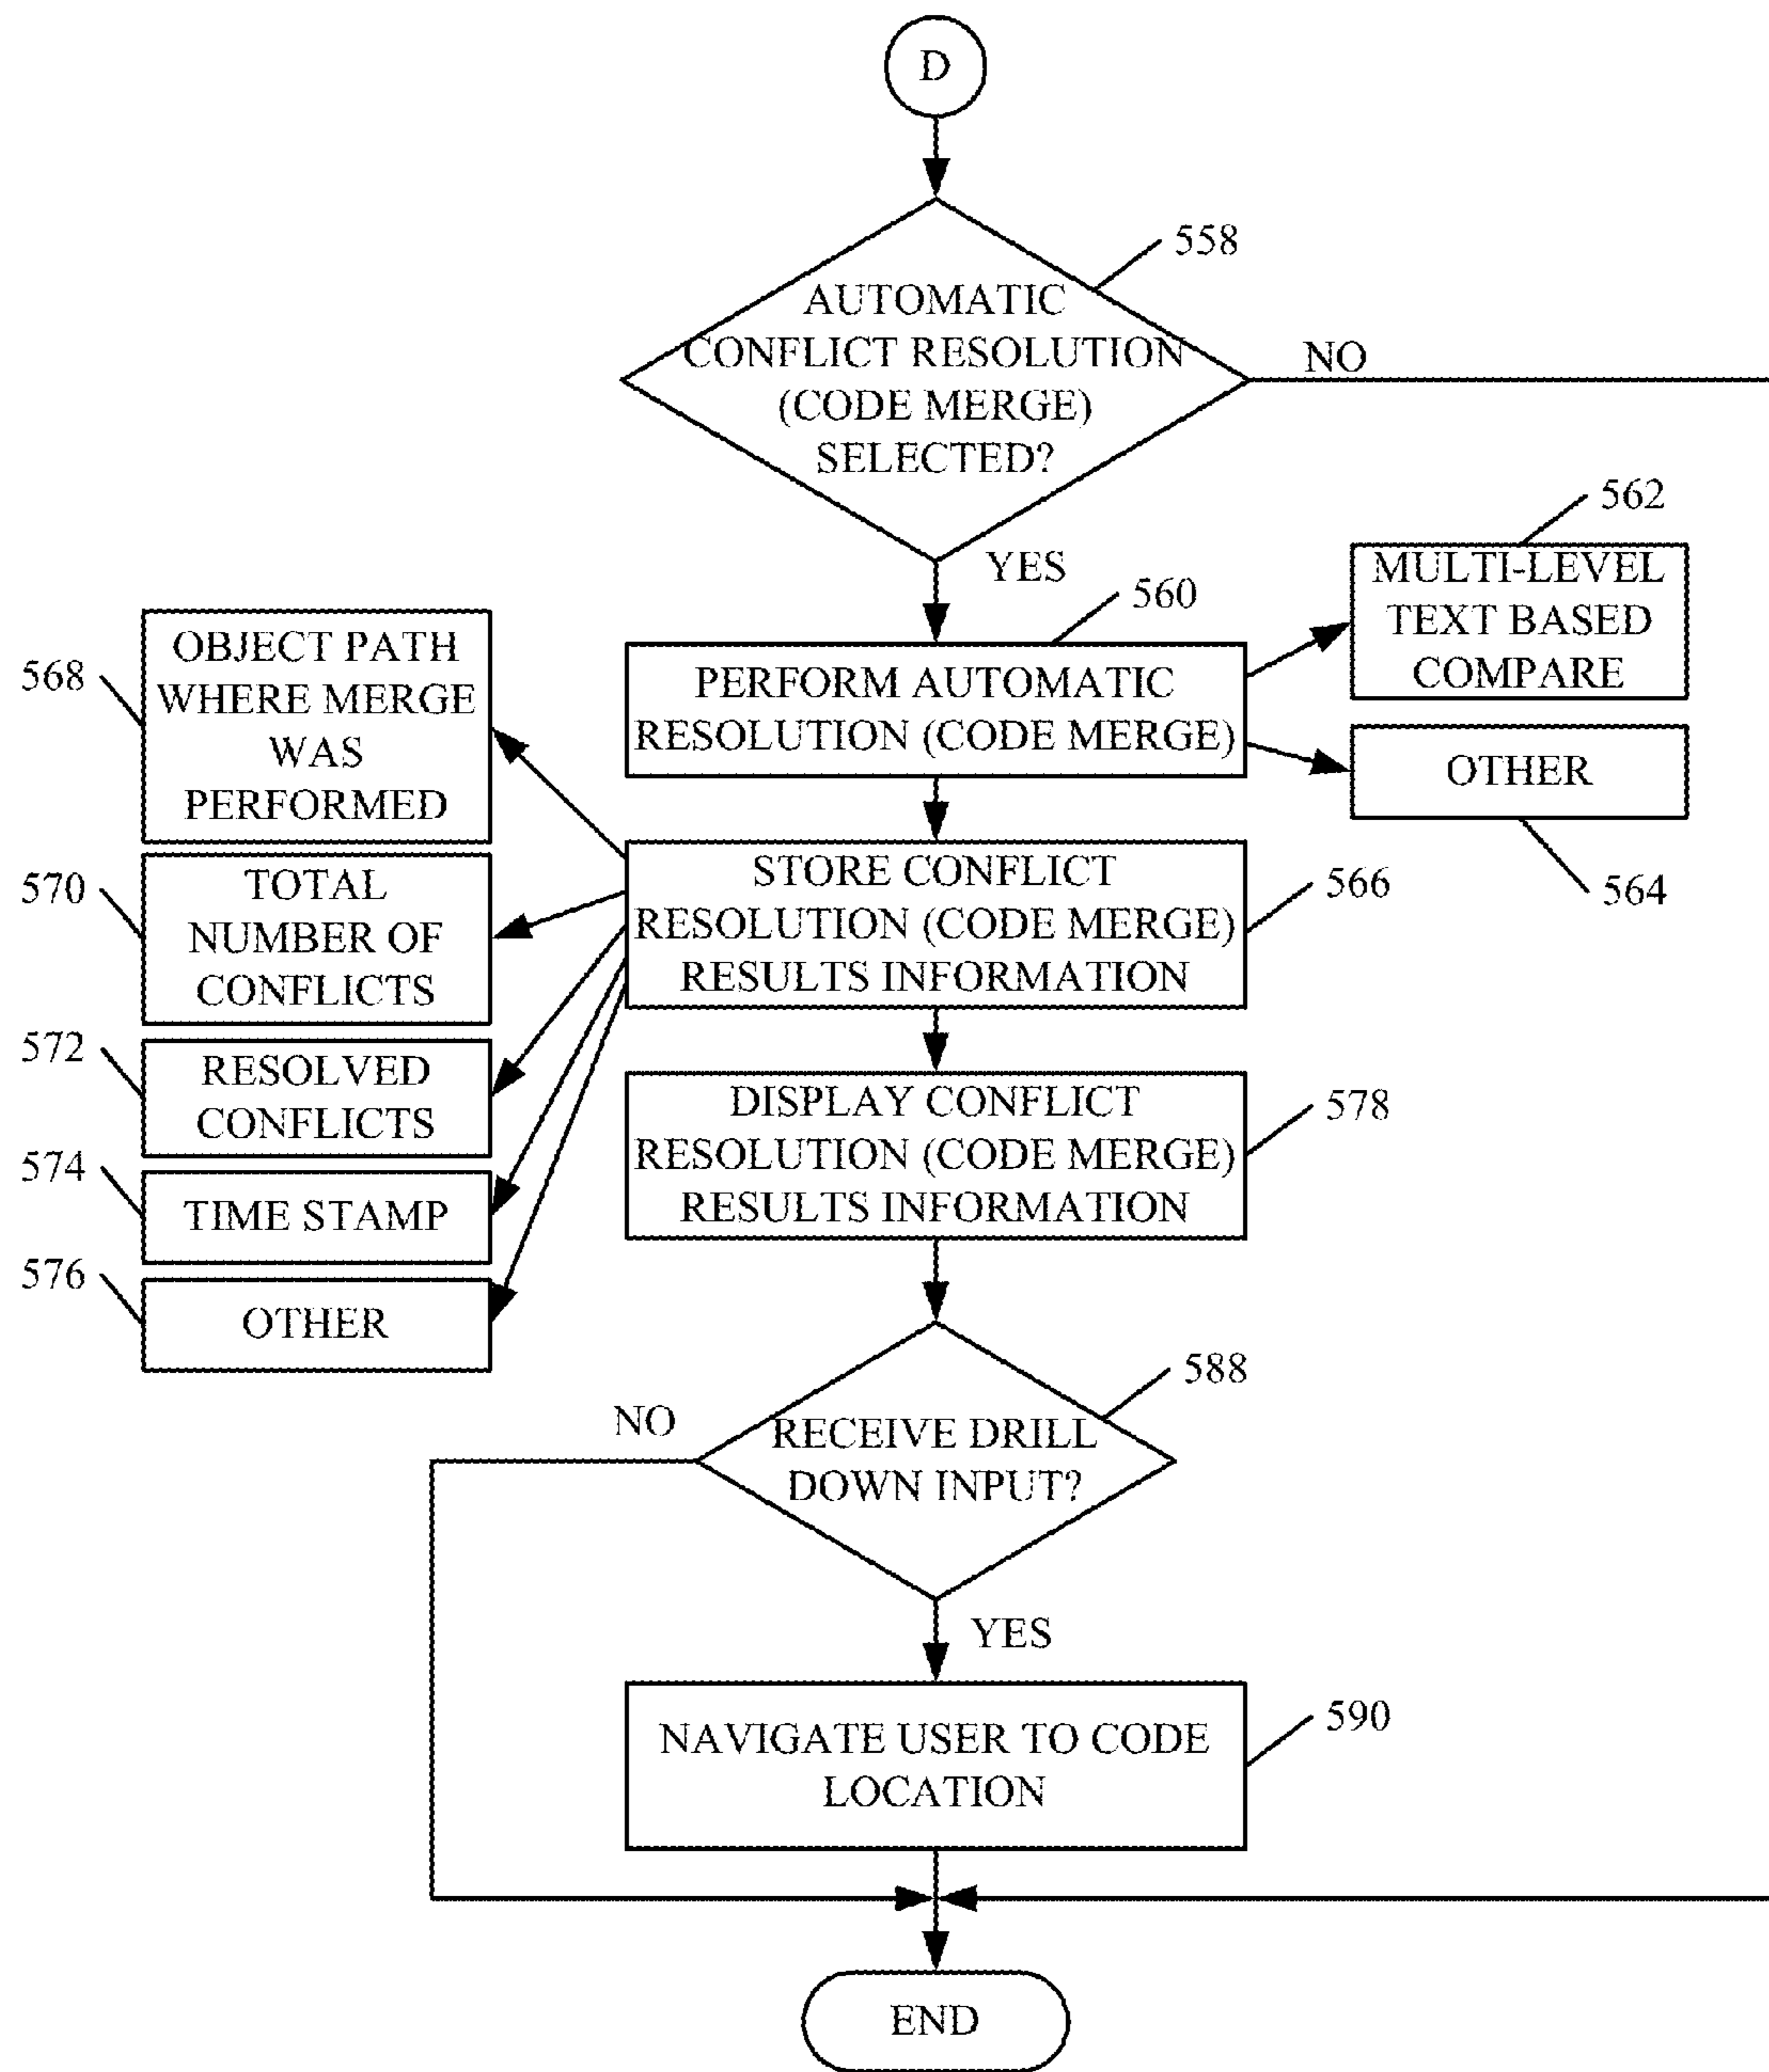 D
558
AUTOMATIC
CONFLICT RESOLUTION
(CODE MERGE)
SELECTED?
NO
YES
562
MULTI-LEVEL
TEXT BASED
COMPARE
560
PERFORM AUTOMATIC
RESOLUTION (CODE MERGE)
OTHER
564
568
OBJECT PATH
WHERE MERGE
WAS
PERFORMED
STORE CONFLICT
RESOLUTION (CODE MERGE)
RESULTS INFORMATION
566
570
TOTAL
NUMBER OF
CONFLICTS
572
RESOLVED
CONFLICTS
574
TIME STAMP
576
OTHER
DISPLAY CONFLICT
RESOLUTION (CODE MERGE)
RESULTS INFORMATION
578
588
RECEIVE DRILL
DOWN INPUT?
NO
YES
NAVIGATE USER TO CODE
LOCATION
590
END